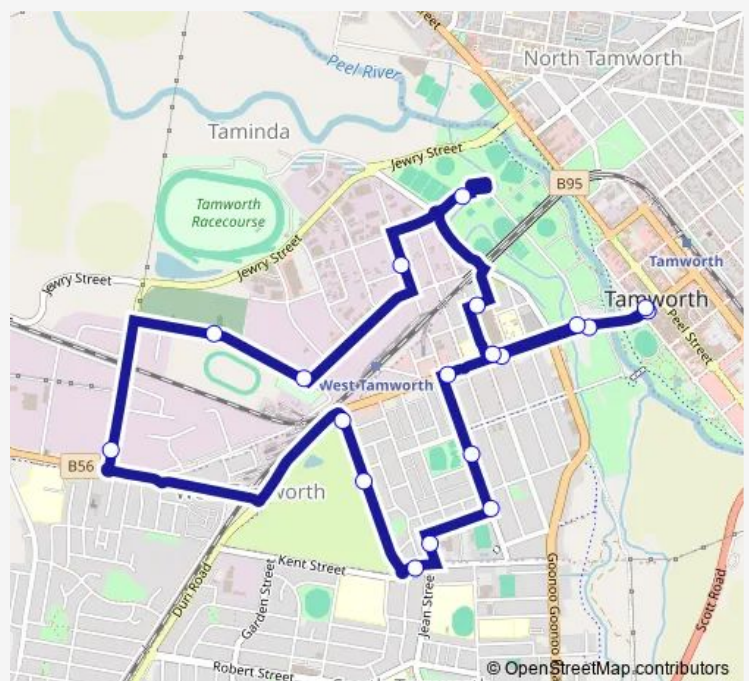 North Tamworth
Peel River
Taminda
Jewry Street
B95
Tamworth
Racecourse
Tamworth
Jewry Street
Jewry Street
Tamworth
Peel Street
West Tamworth
B56
W
worth
Kent Street
Duri Road
Garden Street
Jean Stree
Goonoo Goonoo
Scott Road
Robert Street
© OpenStreetMap contributors